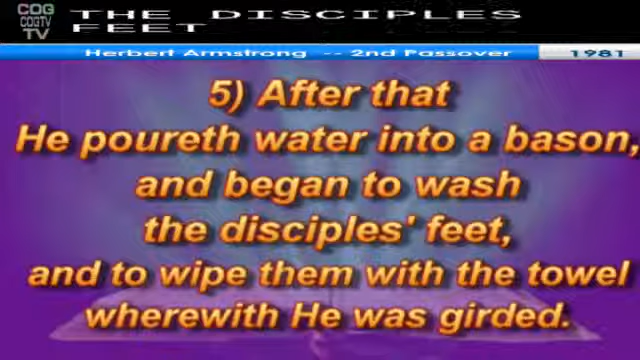 COG
COGTV
TV
THE DISCIPLES
FEET
Herbert Armstrong -- 2nd Passover
1981
5) After that
He poureth water into a bason,
and began to wash
the disciples' feet,
and to wipe them with the towel
wherewith He was girded.